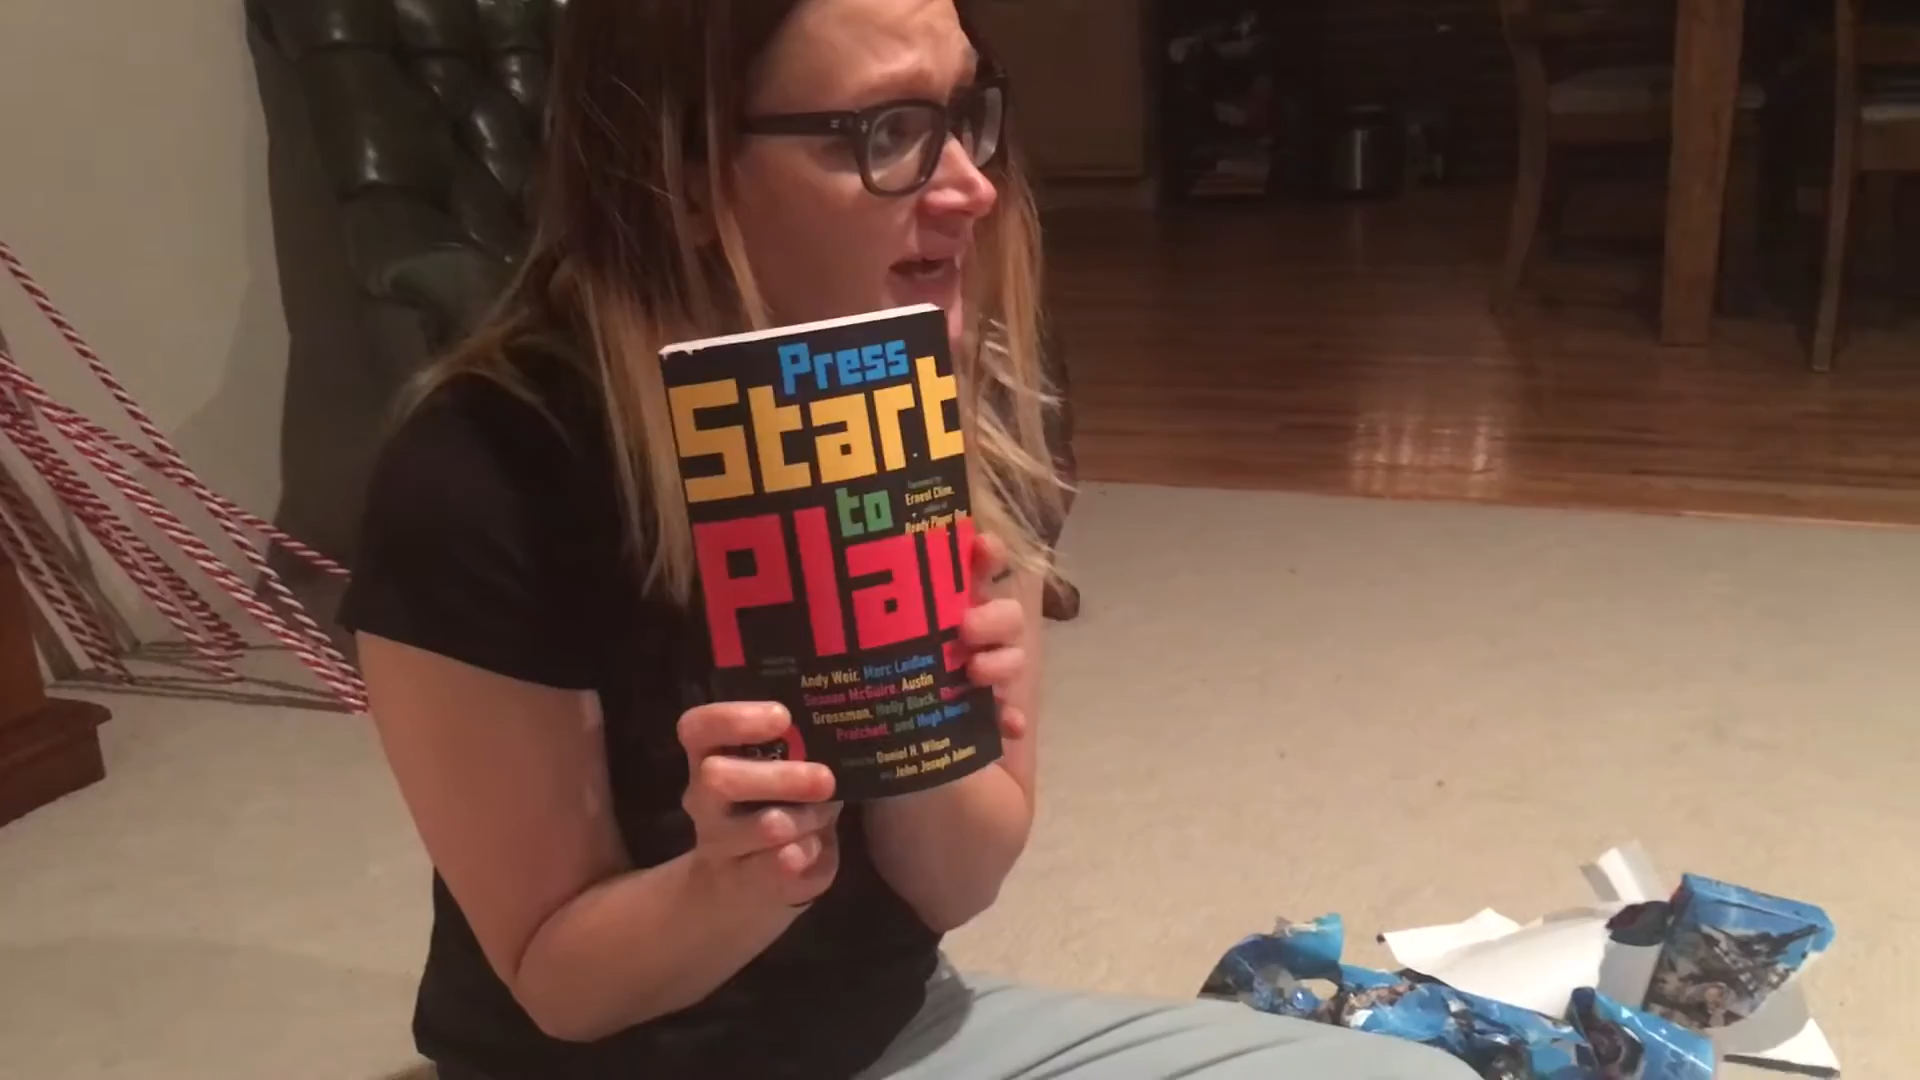 Press
Start
to
Foreword by
Ernest Cline,
author of
Ready Player One
Play
Andy Weir, Marc Laidlaw,
Seanan McGuire, Austin
Grossman, Holly Black,
Pratchett, and Hugh
Daniel H. Wilson
and John Joseph Adams